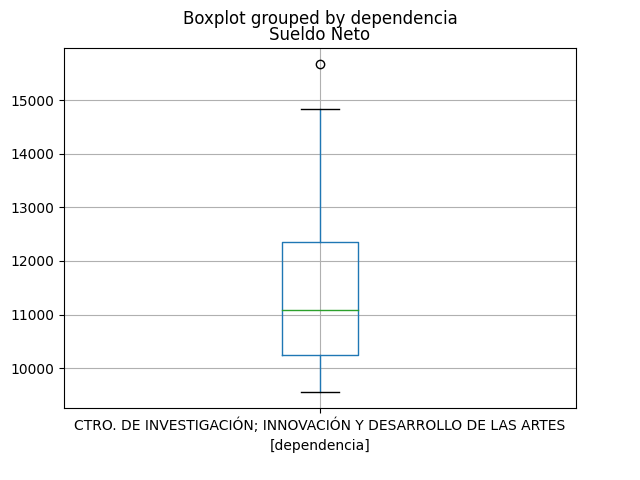 Boxplot grouped by dependencia
Sueldo Neto
15000
14000
13000
12000
11000
10000
CTRO. DE INVESTIGACIÓN; INNOVACIÓN Y DESARROLLO DE LAS ARTES
[dependencia]